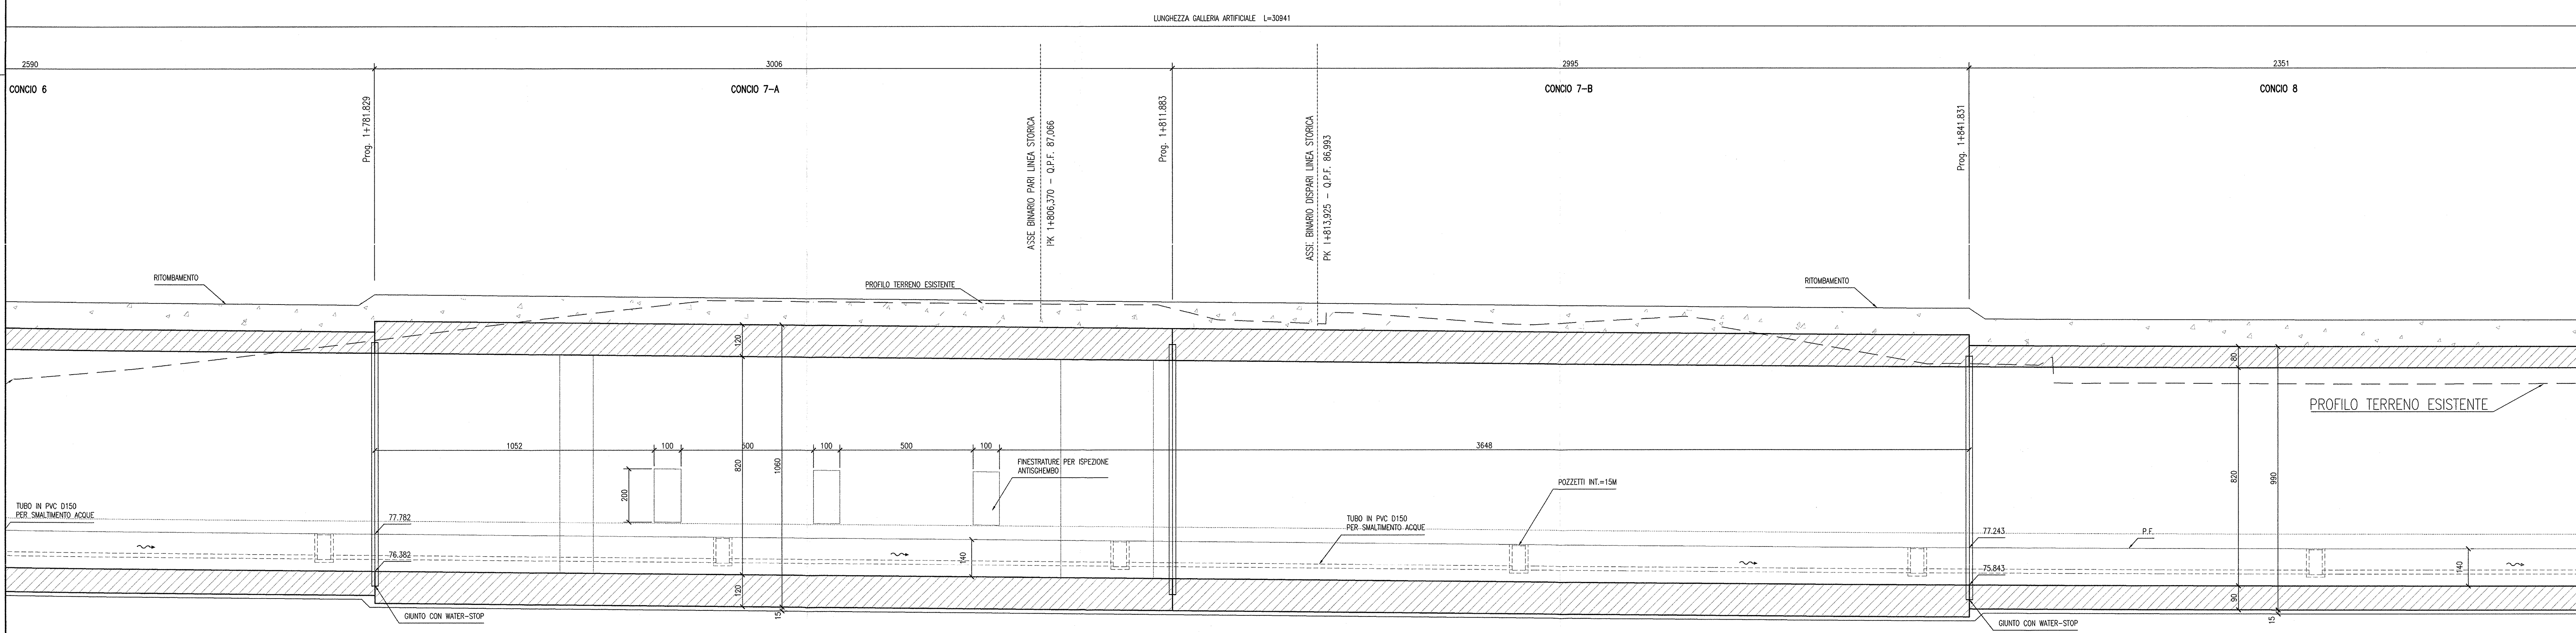 LUNGHEZZA GALLERIA ARTIFICIALE L=30941
2590
3006
2995
2351
CONCIO 6
CONCIO 7-A
CONCIO 7-B
CONCIO 8
Prog. 1+781.829
ASSE BINARIO PARI LINEA STORICA
PK 1+806,370 - Q.P.F. 87,066
Prog. 1+811.883
ASSE BINARIO DISPARI LINEA STORICA
PK 1+813,925 - Q.P.F. 86,993
Prog. 1+841.831
RITOMBAMENTO
PROFILO TERRENO ESISTENTE
RITOMBAMENTO
120
80
PROFILO TERRENO ESISTENTE
1052
100
500
100
500
100
3648
820
1060
200
FINESTRATURE PER ISPEZIONE
ANTISGHEMBO
820
990
POZZETTI INT.=15M
TUBO IN PVC D150
PER SMALTIMENTO ACQUE
77.782
TUBO IN PVC D150
PER SMALTIMENTO ACQUE
77.243
P.F.
76.382
140
75.843
140
120
15
90
15
GIUNTO CON WATER-STOP
GIUNTO CON WATER-STOP